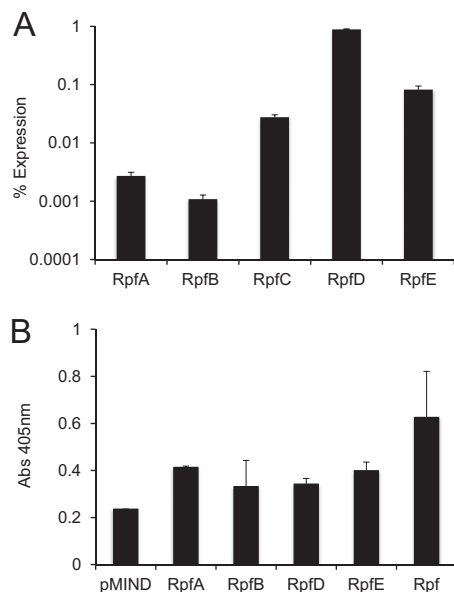 A
% Expression
1
0.1
0.01
0.001
0.0001
RpfA RpfB RpfC RpfD RpfE
B
Abs 405nm
1
0.8
0.6
0.4
0.2
0
pMIND RpfA RpfB RpfD RpfE Rpf